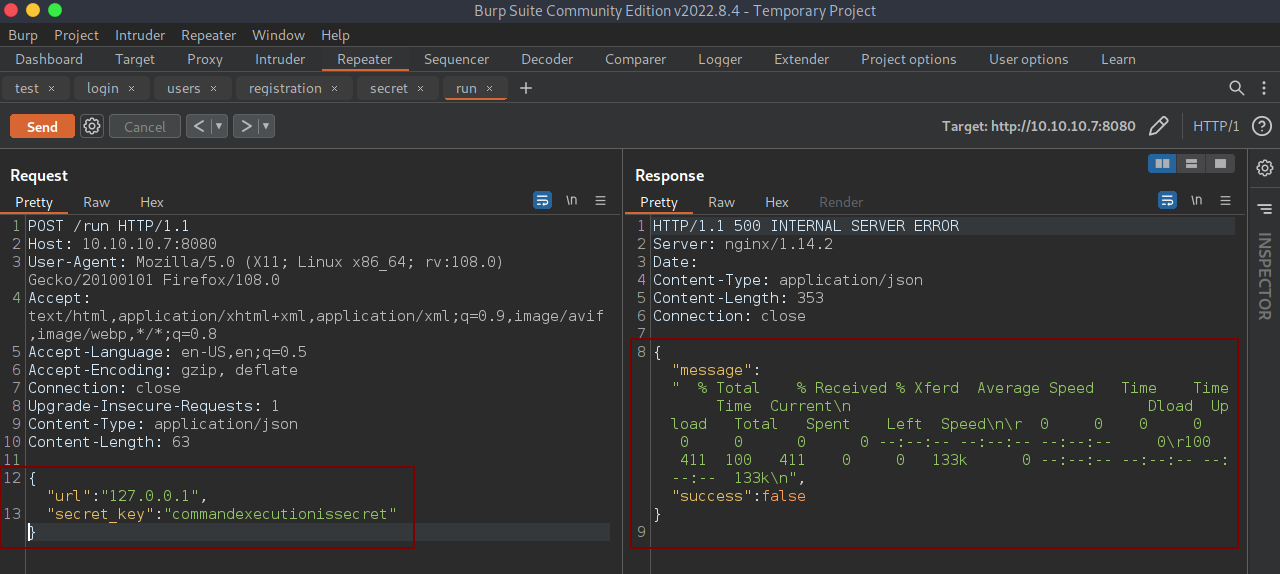 Burp Suite Community Edition v2022.8.4 - Temporary Project
Burp Project Intruder Repeater Window Help
Dashboard Target Proxy Intruder Repeater Sequencer Decoder Comparer Logger Extender Project options User options Learn
test × login × users × registration × secret × run × +
Send Cancel < > Target: http://10.10.10.7:8080 HTTP/1 ?
Request
Pretty Raw Hex \n
1 POST /run HTTP/1.1
2 Host: 10.10.10.7:8080
3 User-Agent: Mozilla/5.0 (X11; Linux x86_64; rv:108.0)
Gecko/20100101 Firefox/108.0
4 Accept:
text/html,application/xhtml+xml,application/xml;q=0.9,image/avif
,image/webp,*/*;q=0.8
5 Accept-Language: en-US,en;q=0.5
6 Accept-Encoding: gzip, deflate
7 Connection: close
8 Upgrade-Insecure-Requests: 1
9 Content-Type: application/json
10 Content-Length: 63
11
12 {
"url":"127.0.0.1",
13 "secret_key":"commandexecutionissecret"
}
Response
Pretty Raw Hex Render \n
1 HTTP/1.1 500 INTERNAL SERVER ERROR
2 Server: nginx/1.14.2
3 Date:
4 Content-Type: application/json
5 Content-Length: 353
6 Connection: close
7
8 {
"message":
"  % Total    % Received % Xferd  Average Speed   Time    Time
Time  Current\n                                 Dload  Up
load   Total   Spent    Left  Speed\n\r  0     0    0     0
0     0      0      0 --:--:-- --:--:-- --:--:--     0\r100
411  100   411    0     0   133k      0 --:--:-- --:--:-- --:
--:--  133k\n",
"success":false
}
9
INSPECTOR